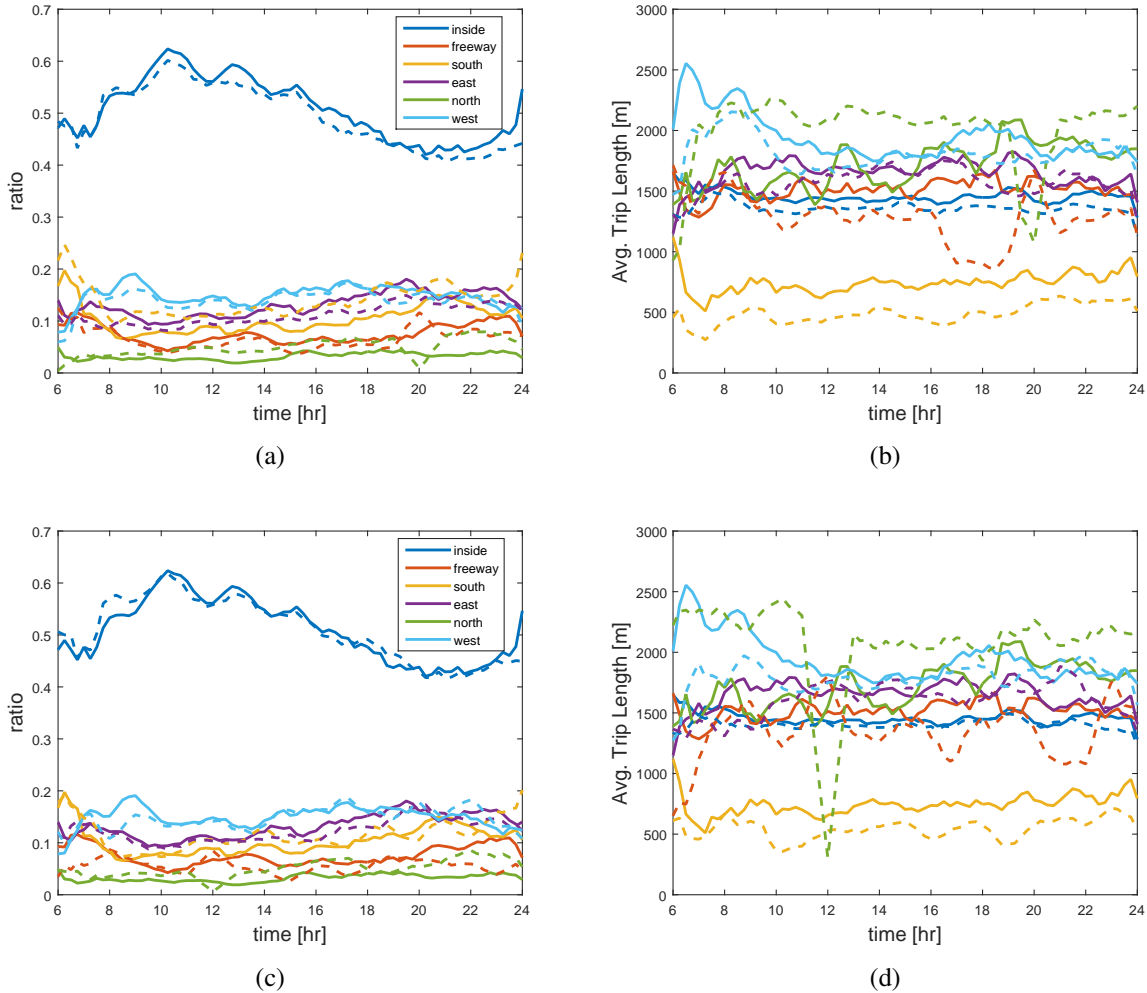 0.7
0.6
0.5
0.4
0.3
0.2
0.1
0
ratio
inside
freeway
south
east
north
west
6 8 10 12 14 16 18 20 22 24
time [hr]
(a)
3000
2500
2000
1500
1000
500
0
Avg. Trip Length [m]
6 8 10 12 14 16 18 20 22 24
time [hr]
(b)
0.7
0.6
0.5
0.4
0.3
0.2
0.1
0
ratio
inside
freeway
south
east
north
west
6 8 10 12 14 16 18 20 22 24
time [hr]
(c)
3000
2500
2000
1500
1000
500
0
Avg. Trip Length [m]
6 8 10 12 14 16 18 20 22 24
time [hr]
(d)